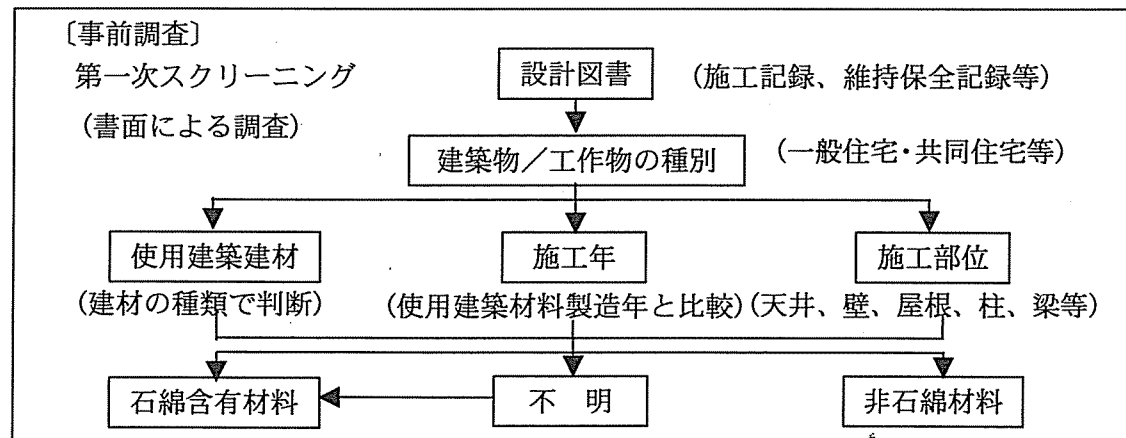 〔事前調査〕
第一次スクリーニング
(書面による調査)
設計図書
(施工記録、維持保全記録等)
建築物／工作物の種別
(一般住宅・共同住宅等)
使用建築建材
施工年
施工部位
(建材の種類で判断)
(使用建築材料製造年と比較)
(天井、壁、屋根、柱、梁等)
石綿含有材料
不　明
非石綿材料